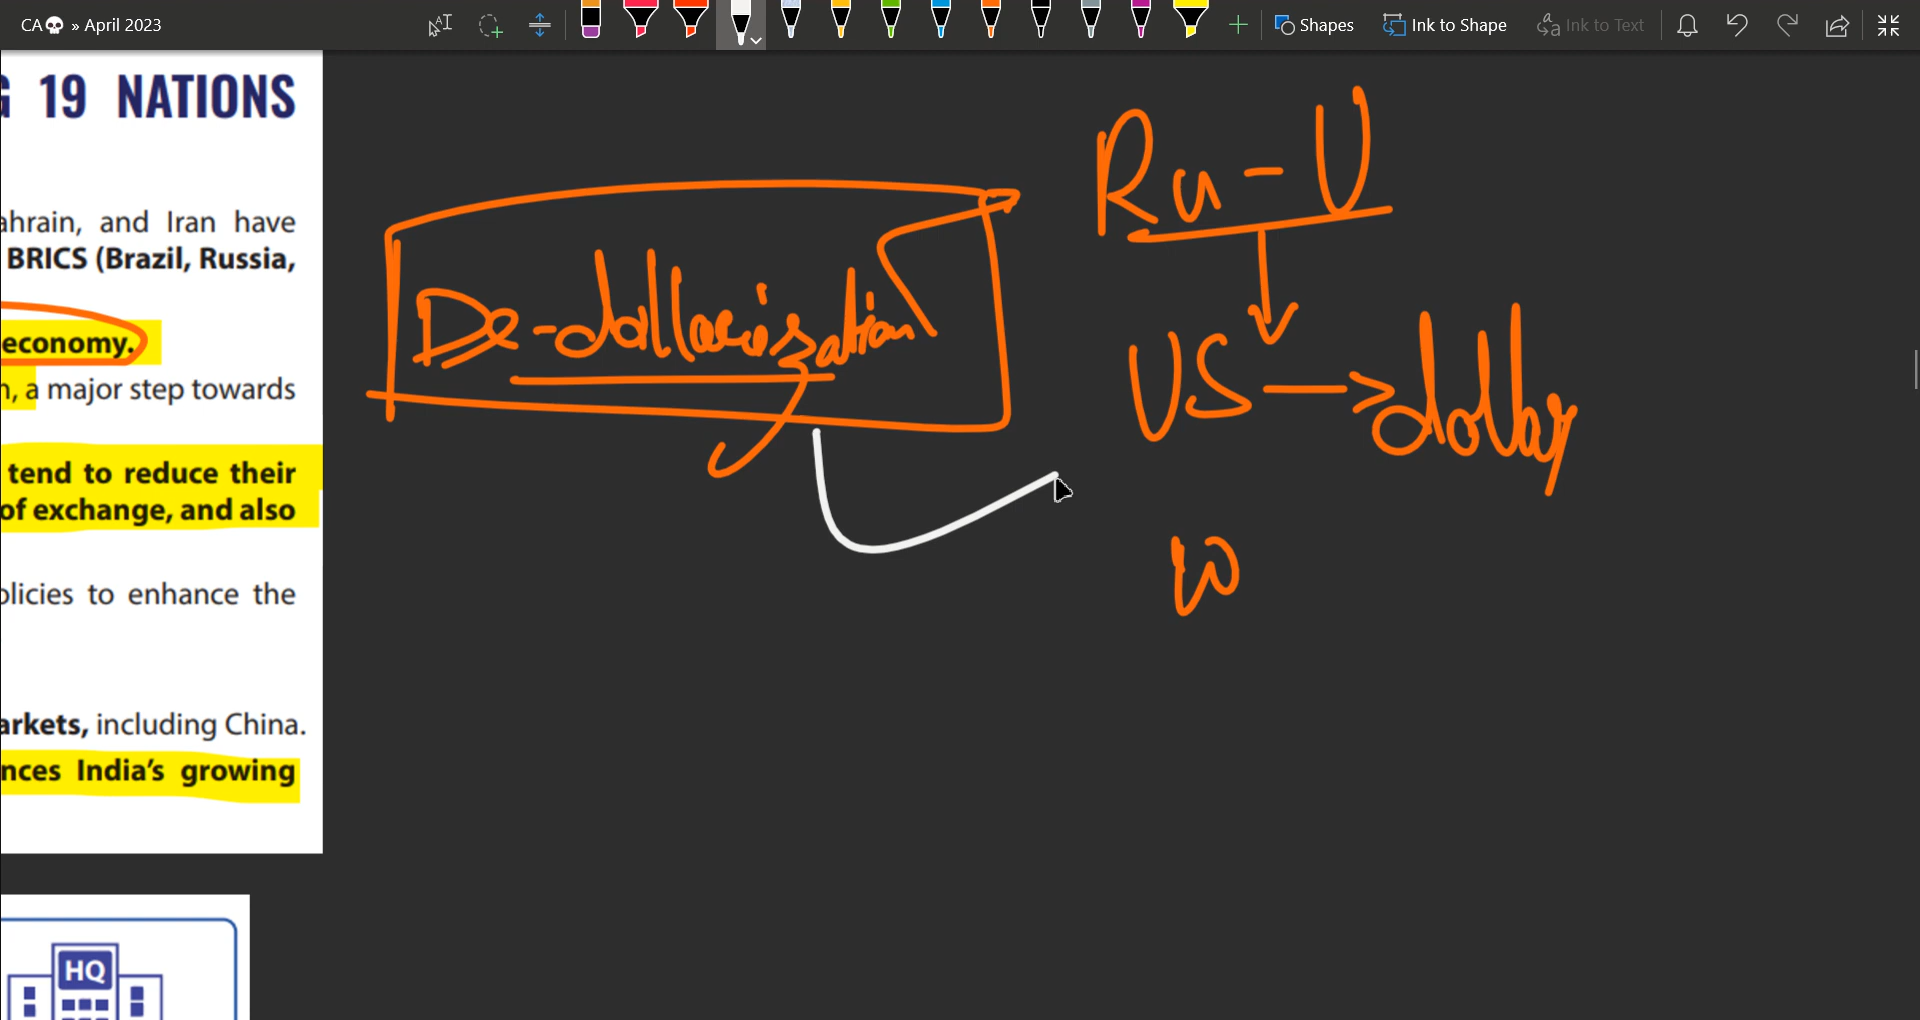 CA💀 » April 2023
Shapes
Ink to Shape
Ink to Text
19 NATIONS
ahrain, and Iran have
BRICS (Brazil, Russia,
economy.
n, a major step towards
tend to reduce their
of exchange, and also
olicies to enhance the
arkets, including China.
nces India's growing
HQ
De-dollarization
Ru-U
US → dollar